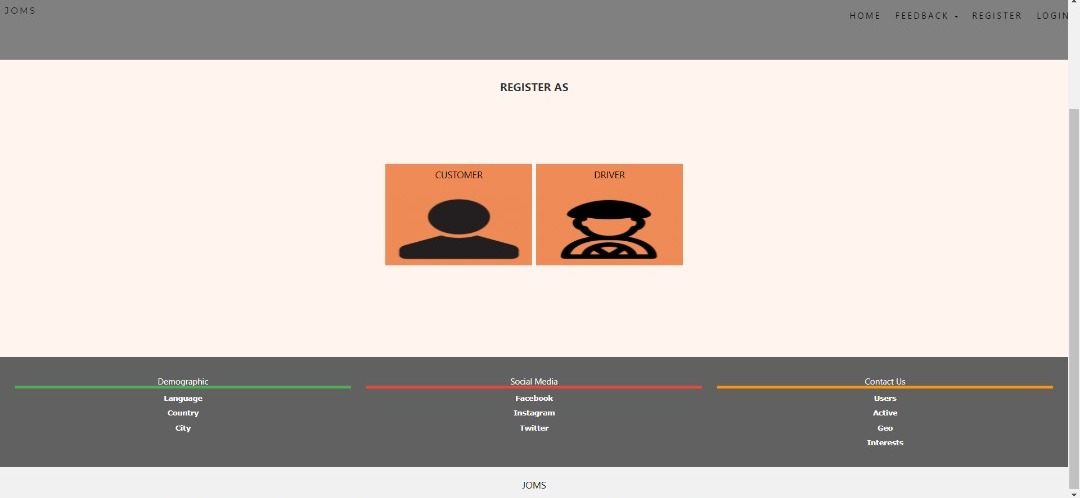 JOMS
HOME FEEDBACK REGISTER LOGIN
REGISTER AS
CUSTOMER DRIVER
Demographic Social Media Contact Us
Language Facebook Users
Country Instagram Active
City Twitter Geo
Interests
JOMS